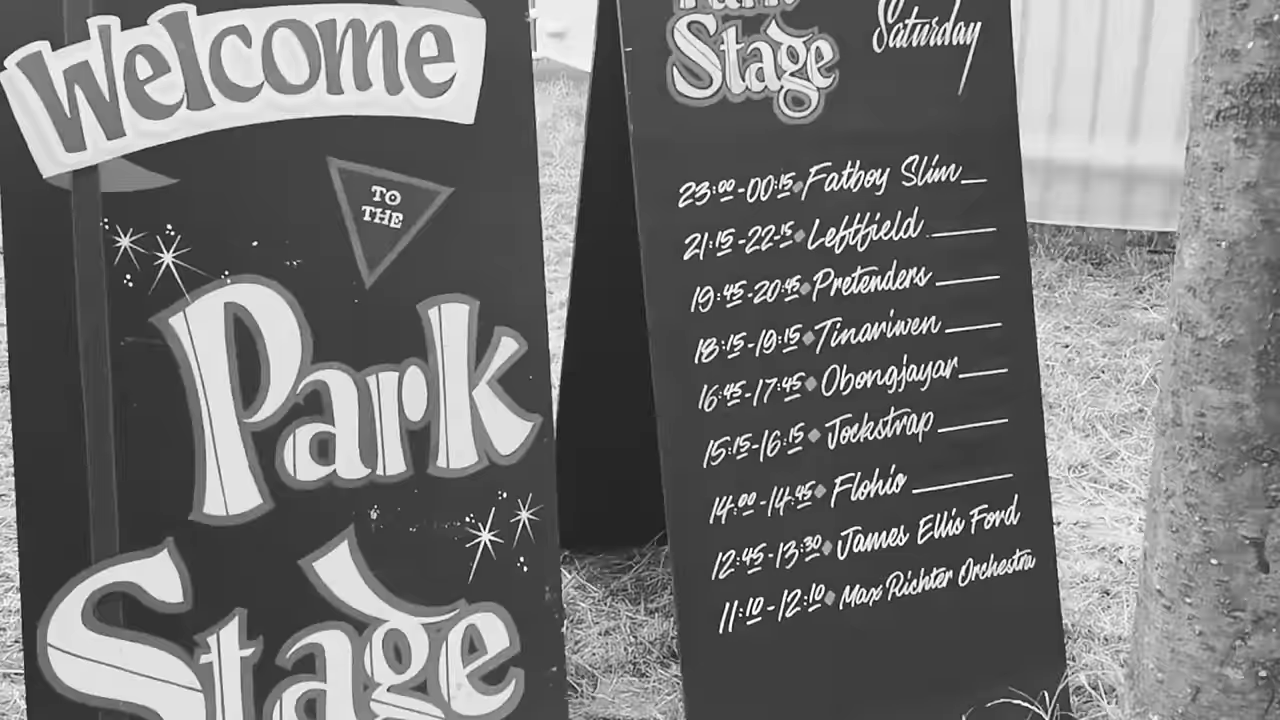 Welcome
TO
THE
Park
Stage
Park
Stage
Saturday
23:00-00:15 Fatboy Slim
21:15-22:15 Leftfield
19:45-20:45 Pretenders
18:15-19:15 Tinariwen
16:45-17:45 Obongjayar
15:15-16:15 Jockstrap
14:00-14:45 Flohio
12:45-13:30 James Ellis Ford
11:10-12:10 Max Richter Orchestra